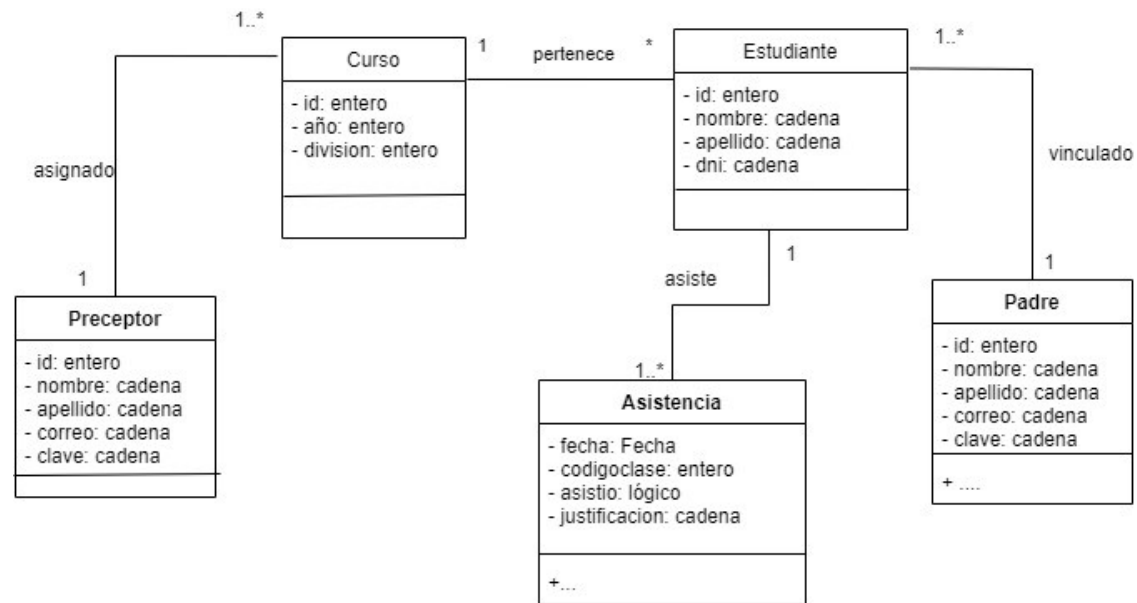 1..*
Curso
- id: entero
- año: entero
- division: entero
1
pertenece
*
Estudiante
- id: entero
- nombre: cadena
- apellido: cadena
- dni: cadena
1..*
asignado
vinculado
1
asiste
1
1
Preceptor
- id: entero
- nombre: cadena
- apellido: cadena
- correo: cadena
- clave: cadena
1..*
Asistencia
- fecha: Fecha
- codigoclase: entero
- asistio: lógico
- justificacion: cadena
+...
Padre
- id: entero
- nombre: cadena
- apellido: cadena
- correo: cadena
- clave: cadena
+ ....